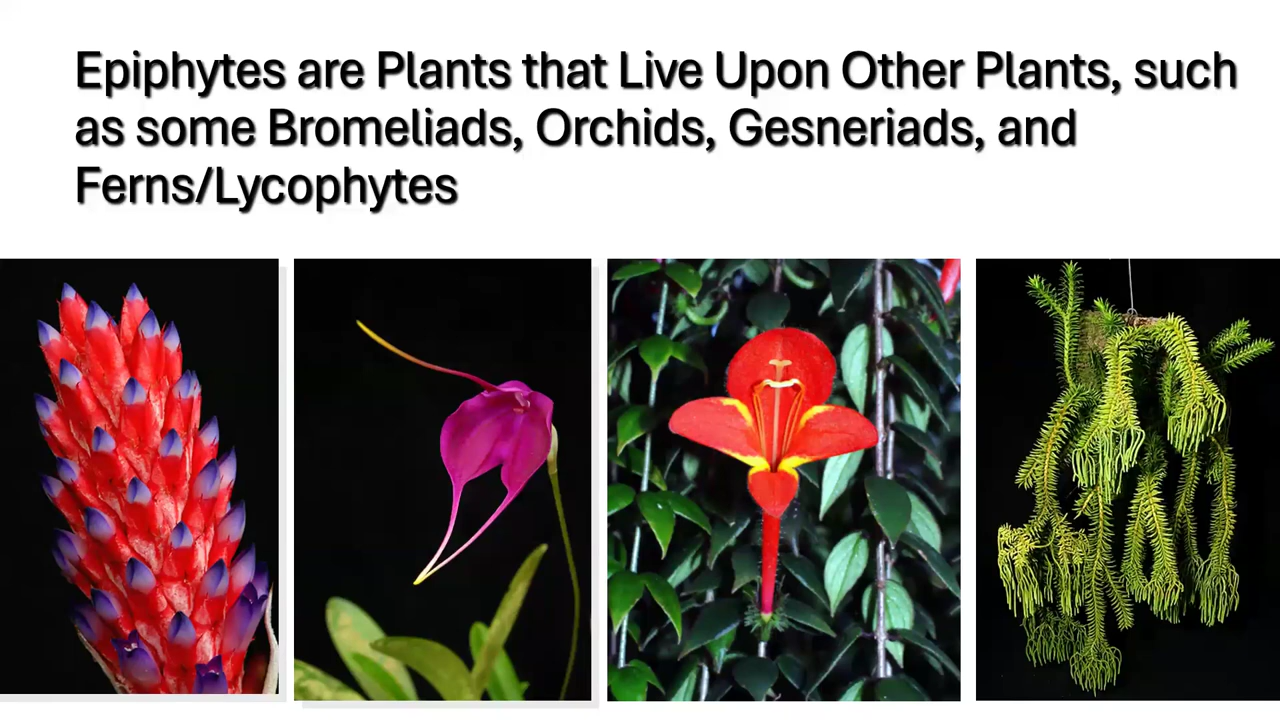 Epiphytes are Plants that Live Upon Other Plants, such
as some Bromeliads, Orchids, Gesneriads, and
Ferns/Lycophytes